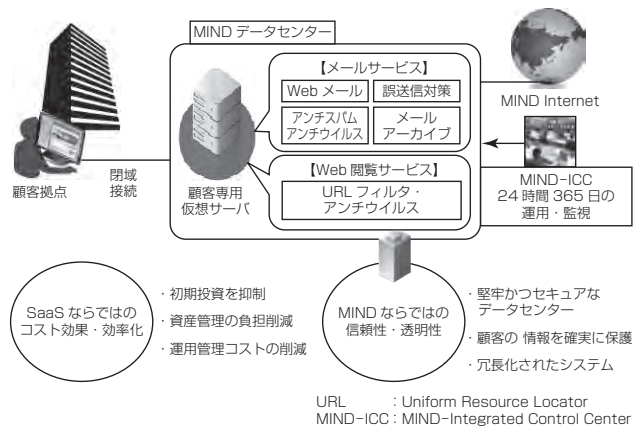 MIND データセンター
【メールサービス】
Web メール
誤送信対策
アンチスパム
アンチウイルス
メール
アーカイブ
【Web 閲覧サービス】
URL フィルタ・
アンチウイルス
顧客拠点
閉域
接続
顧客専用
仮想サーバ
MIND Internet
MIND-ICC
24 時間 365 日の
運用・監視
SaaS ならではの
コスト効果・効率化
・初期投資を抑制
・資産管理の負担削減
・運用管理コストの削減
MIND ならではの
信頼性・透明性
・堅牢かつセキュアな
データセンター
・顧客の 情報を確実に保護
・冗長化されたシステム
URL : Uniform Resource Locator
MIND-ICC : MIND-Integrated Control Center